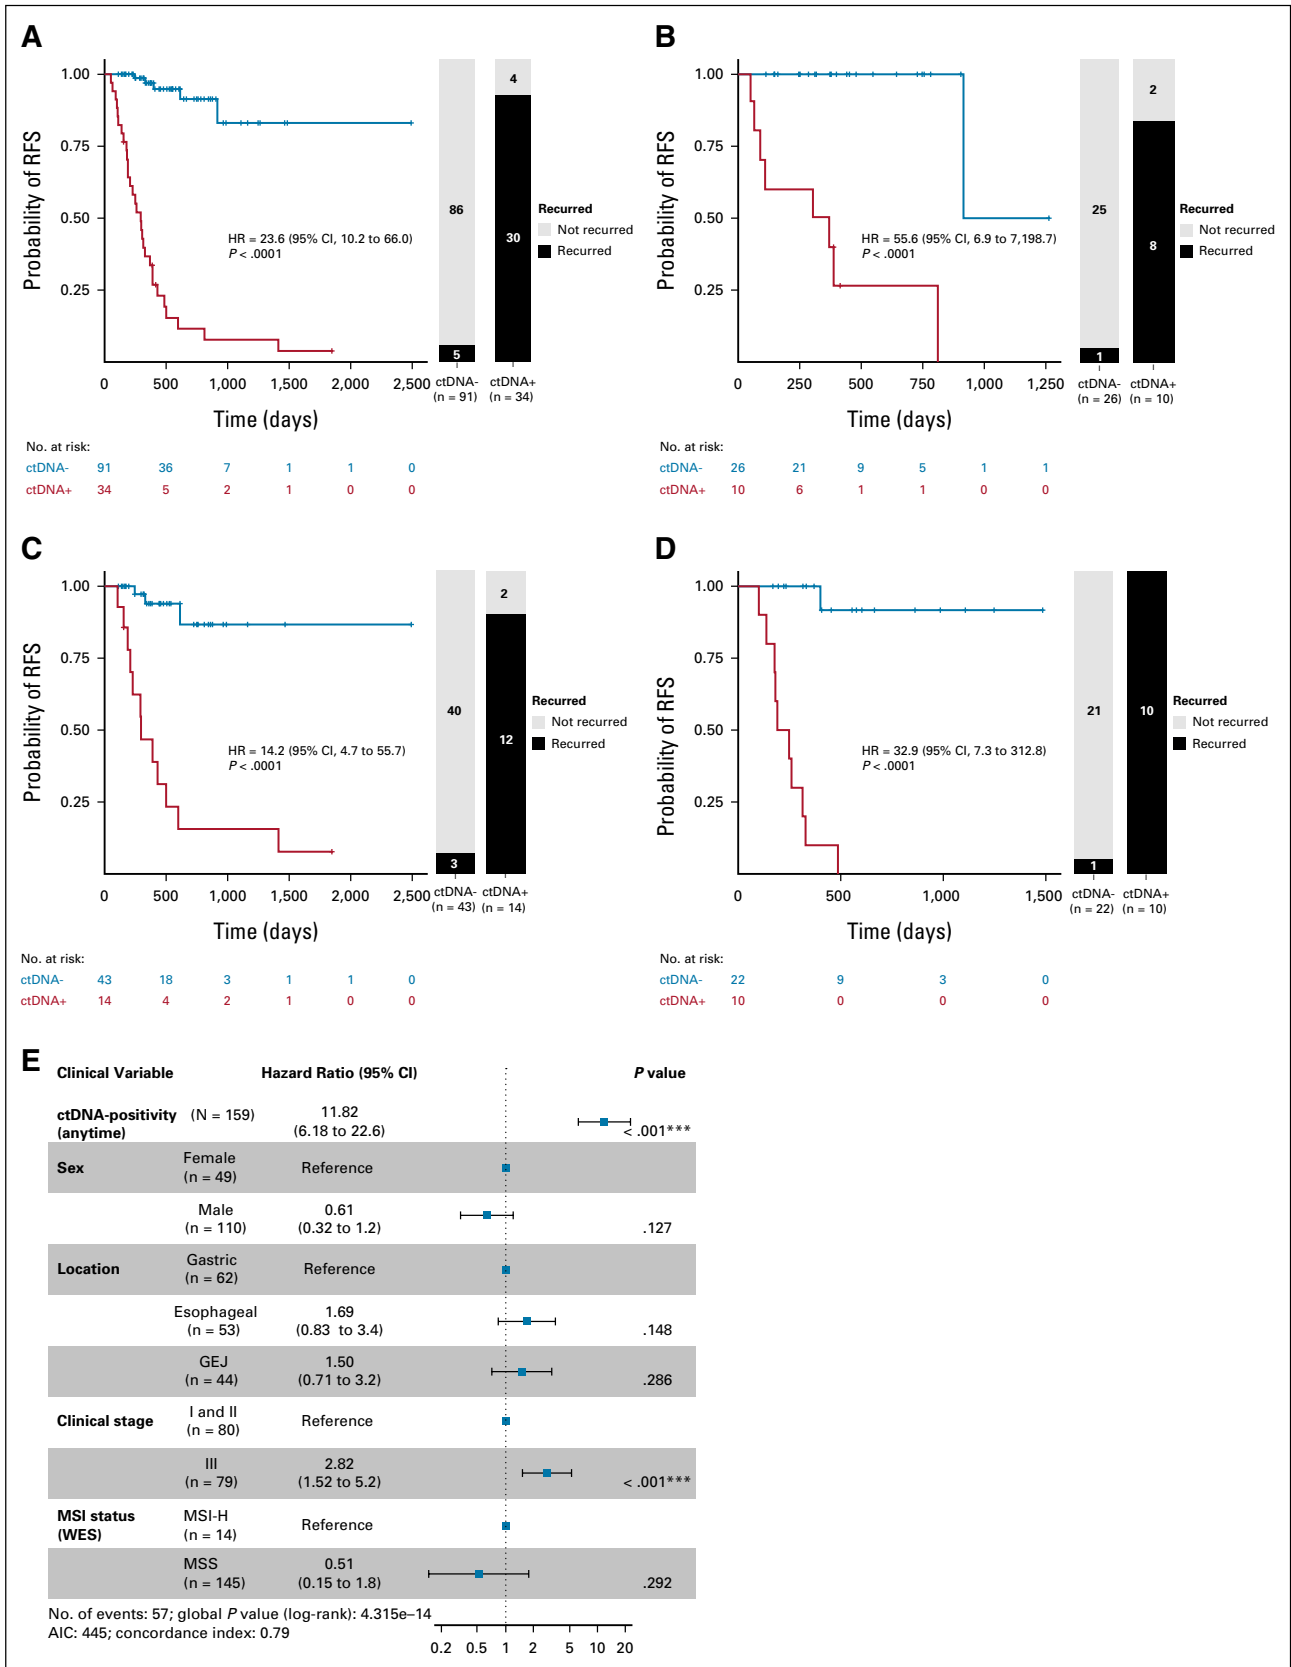 A
Probability of RFS
1.00
0.75
0.50
0.25
HR = 23.6 (95% CI, 10.2 to 66.0)
P < .0001
0 500 1,000 1,500 2,000 2,500
Time (days)
86
5
4
30
ctDNA- (n = 91)
ctDNA+ (n = 34)
Recurred
Not recurred
Recurred
No. at risk:
ctDNA- 91 36 7 1 1 0
ctDNA+ 34 5 2 1 0 0
B
Probability of RFS
1.00
0.75
0.50
0.25
HR = 55.6 (95% CI, 6.9 to 7,198.7)
P < .0001
0 250 500 750 1,000 1,250
Time (days)
25
1
2
8
ctDNA- (n = 26)
ctDNA+ (n = 10)
Recurred
Not recurred
Recurred
No. at risk:
ctDNA- 26 21 9 5 1 1
ctDNA+ 10 6 1 1 0 0
C
Probability of RFS
1.00
0.75
0.50
0.25
HR = 14.2 (95% CI, 4.7 to 55.7)
P < .0001
0 500 1,000 1,500 2,000 2,500
Time (days)
40
3
2
12
ctDNA- (n = 43)
ctDNA+ (n = 14)
Recurred
Not recurred
Recurred
No. at risk:
ctDNA- 43 18 3 1 1 0
ctDNA+ 14 4 2 1 0 0
D
Probability of RFS
1.00
0.75
0.50
0.25
HR = 32.9 (95% CI, 7.3 to 312.8)
P < .0001
0 500 1,000 1,500
Time (days)
21
1
10
ctDNA- (n = 22)
ctDNA+ (n = 10)
Recurred
Not recurred
Recurred
No. at risk:
ctDNA- 22 9 3 0
ctDNA+ 10 0 0 0
E
Clinical Variable Hazard Ratio (95% CI) P value
ctDNA-positivity (N = 159) 11.82
(anytime) (6.18 to 22.6) < .001***
Sex Female Reference
(n = 49)
Male 0.61
(n = 110) (0.32 to 1.2) .127
Location Gastric Reference
(n = 62)
Esophageal 1.69
(n = 53) (0.83 to 3.4) .148
GEJ 1.50
(n = 44) (0.71 to 3.2) .286
Clinical stage I and II Reference
(n = 80)
III 2.82
(n = 79) (1.52 to 5.2) < .001***
MSI status MSI-H Reference
(WES) (n = 14)
MSS 0.51
(n = 145) (0.15 to 1.8) .292
No. of events: 57; global P value (log-rank): 4.315e–14
AIC: 445; concordance index: 0.79
0.2 0.5 1 2 5 10 20